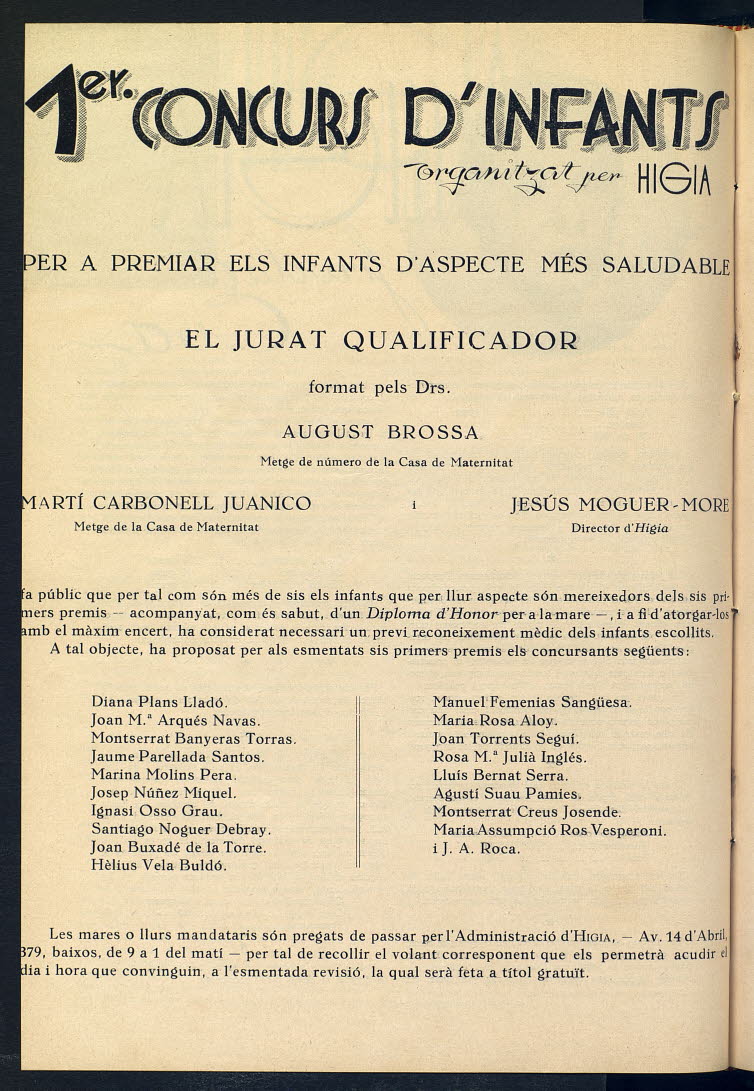 1er. CONCURS D'INFANTS
organitzat per HIGIA
PER A PREMIAR ELS INFANTS D'ASPECTE MÉS SALUDABLE
EL JURAT QUALIFICADOR
format pels Drs.
AUGUST BROSSA
Metge de número de la Casa de Maternitat
MARTÍ CARBONELL JUANICO i JESÚS MOGUER-MORE
Metge de la Casa de Maternitat Director d'Higia
fa públic que per tal com són més de sis els infants que per llur aspecte són mereixedors dels sis pri-
mers premis — acompanyat, com és sabut, d'un Diploma d'Honor per a la mare —, i a fi d'atorgar-los
amb el màxim encert, ha considerat necessari un previ reconeixement mèdic dels infants escollits.
A tal objecte, ha proposat per als esmentats sis primers premis els concursants següents:
Diana Plans Lladó.
Joan M.ª Arqués Navas.
Montserrat Banyeras Torras.
Jaume Parellada Santos.
Marina Molins Pera.
Josep Núñez Miquel.
Ignasi Osso Grau.
Santiago Noguer Debray.
Joan Buxadé de la Torre.
Hèlius Vela Buldó.
Manuel Femenias Sangüesa.
Maria Rosa Aloy.
Joan Torrents Seguí.
Rosa M.ª Julià Inglés.
Lluís Bernat Serra.
Agustí Suau Pamies.
Montserrat Creus Josende.
Maria Assumpció Ros Vesperoni.
i J. A. Roca.
Les mares o llurs mandataris són pregats de passar per l'Administració d'HIGIA, — Av. 14 d'Abril,
379, baixos, de 9 a 1 del matí — per tal de recollir el volant corresponent que els permetrà acudir el
dia i hora que convinguin, a l'esmentada revisió, la qual serà feta a títol gratuït.